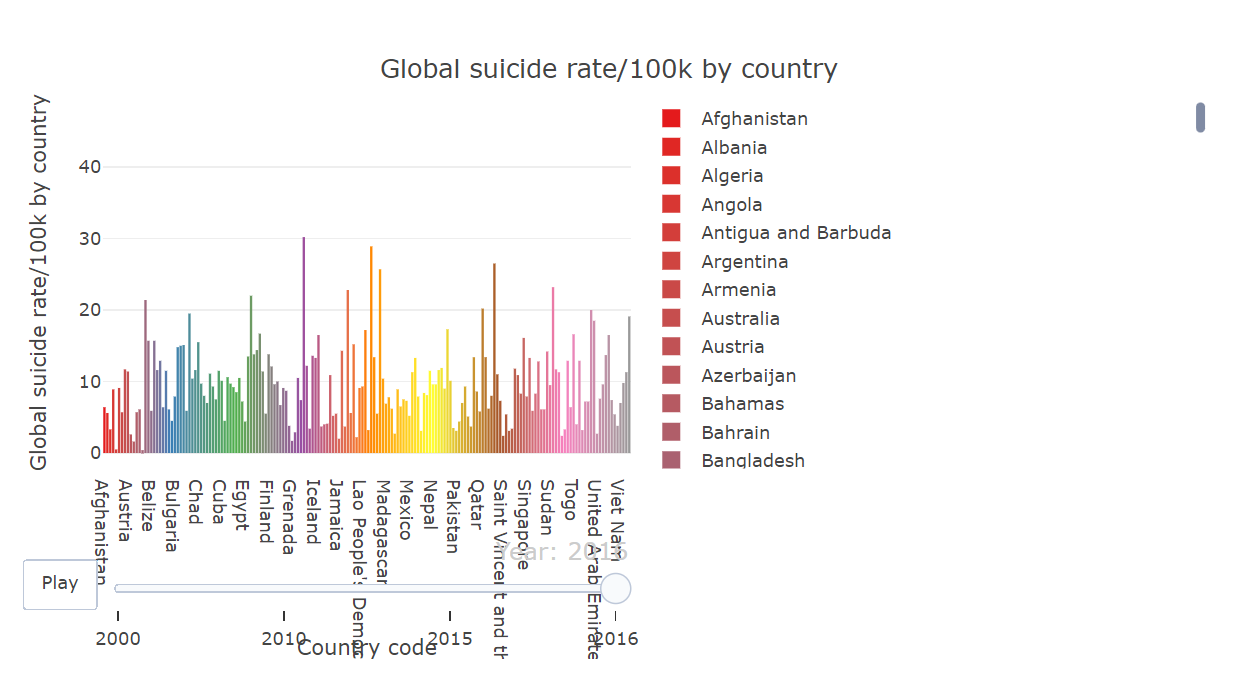 Global suicide rate/100k by country
Global suicide rate/100k by country
40
30
20
10
0
Afghanistan
Austria
Belize
Bulgaria
Chad
Cuba
Egypt
Finland
Grenada
Iceland
Jamaica
Lao People's Democ
Madagascar
Mexico
Nepal
Pakistan
Qatar
Saint Vincent and th
Singapore
Sudan
Togo
United Arab Emirate
Viet Nam
Year: 2016
Play
2000
2010
2015
2016
Country code
Afghanistan
Albania
Algeria
Angola
Antigua and Barbuda
Argentina
Armenia
Australia
Austria
Azerbaijan
Bahamas
Bahrain
Bangladesh